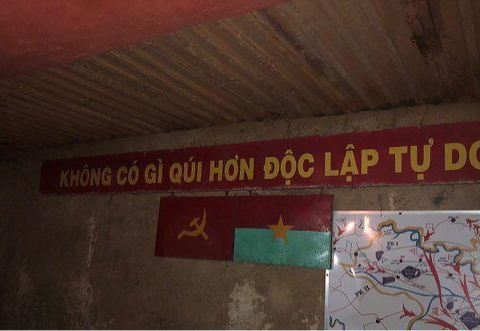 KHÔNG CÓ GÌ QÚI HƠN ĐỘC LẬP TỰ DO